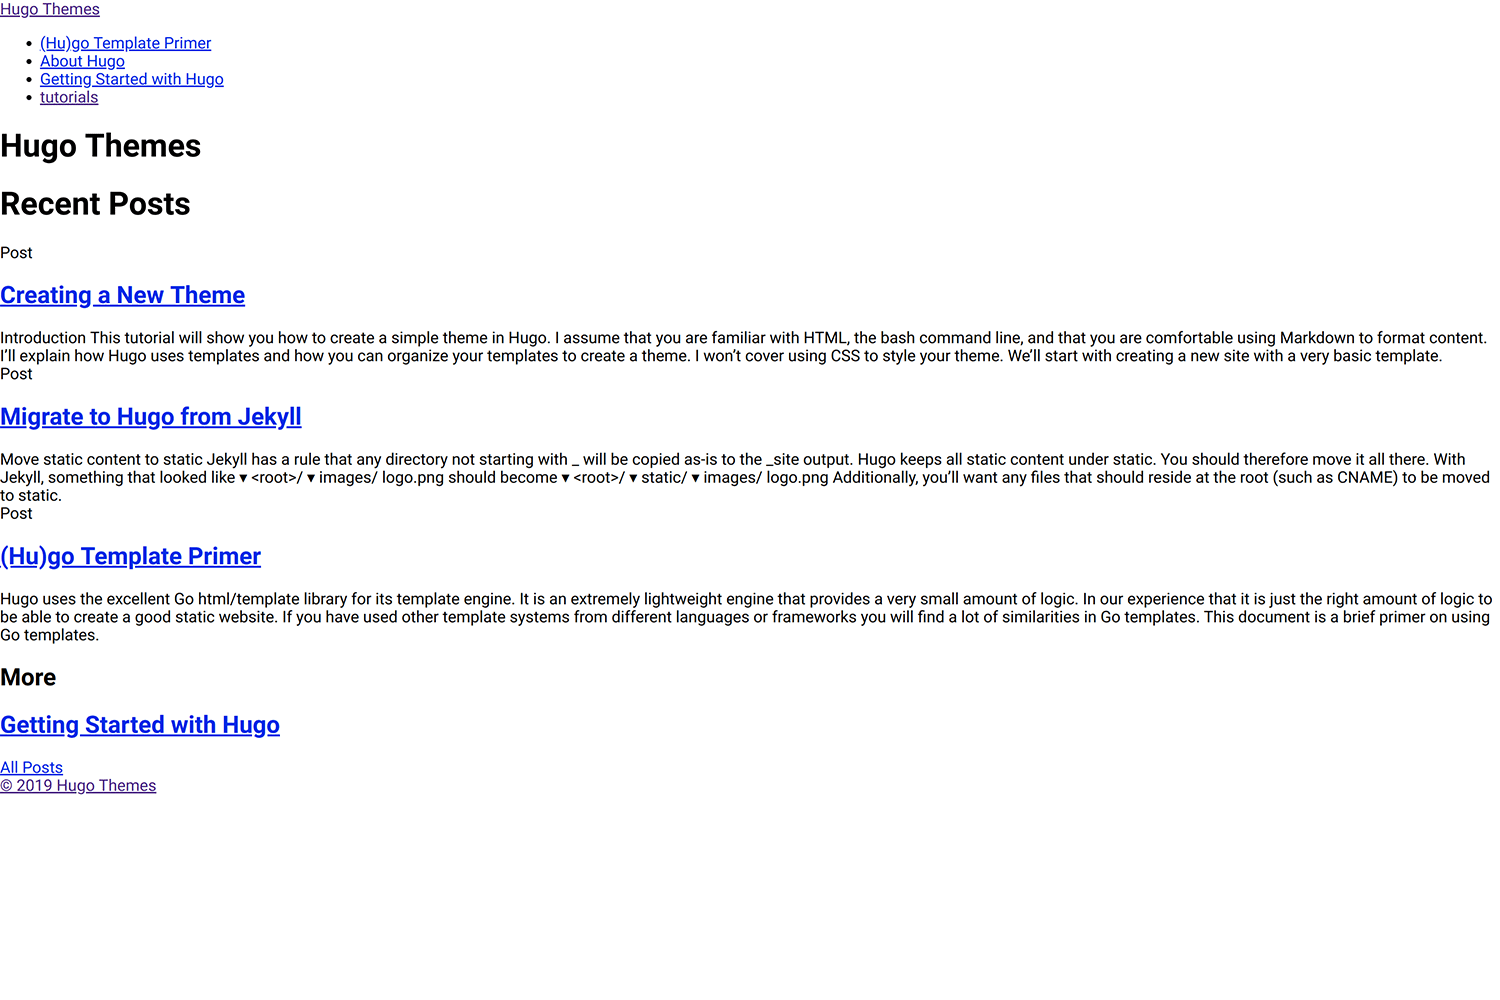 Hugo Themes
(Hu)go Template Primer
About Hugo
Getting Started with Hugo
tutorials
Hugo Themes
Recent Posts
Post
Creating a New Theme
Introduction This tutorial will show you how to create a simple theme in Hugo. I assume that you are familiar with HTML, the bash command line, and that you are comfortable using Markdown to format content.
I’ll explain how Hugo uses templates and how you can organize your templates to create a theme. I won’t cover using CSS to style your theme. We’ll start with creating a new site with a very basic template.
Post
Migrate to Hugo from Jekyll
Move static content to static Jekyll has a rule that any directory not starting with _ will be copied as-is to the _site output. Hugo keeps all static content under static. You should therefore move it all there. With
Jekyll, something that looked like ▾ <root>/ ▾ images/ logo.png should become ▾ <root>/ ▾ static/ ▾ images/ logo.png Additionally, you’ll want any files that should reside at the root (such as CNAME) to be moved
to static.
Post
(Hu)go Template Primer
Hugo uses the excellent Go html/template library for its template engine. It is an extremely lightweight engine that provides a very small amount of logic. In our experience that it is just the right amount of logic to
be able to create a good static website. If you have used other template systems from different languages or frameworks you will find a lot of similarities in Go templates. This document is a brief primer on using
Go templates.
More
Getting Started with Hugo
All Posts
© 2019 Hugo Themes